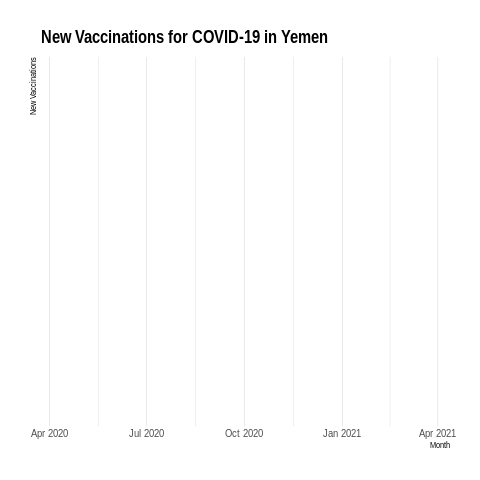 New Vaccinations for COVID-19 in Yemen
New Vaccinations
Apr 2020 Jul 2020 Oct 2020 Jan 2021 Apr 2021
Month